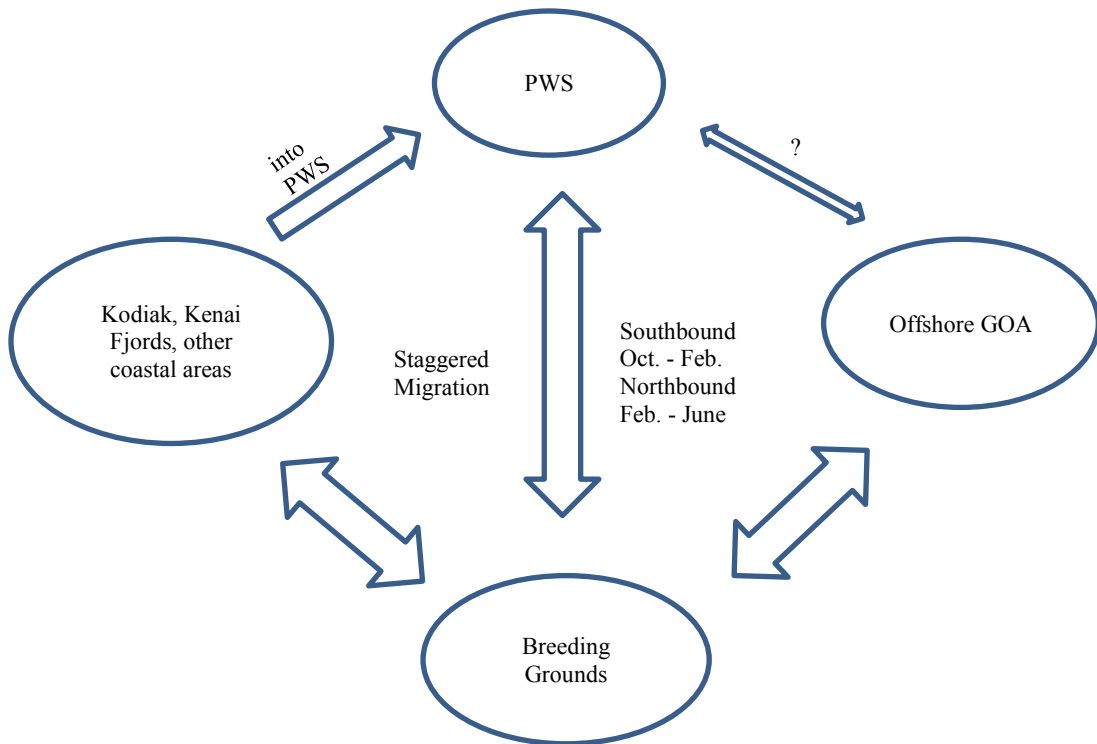 PWS
into
PWS
?
Kodiak, Kenai
Fjords, other
coastal areas
Staggered
Migration
Southbound
Oct. - Feb.
Northbound
Feb. - June
Offshore GOA
Breeding
Grounds